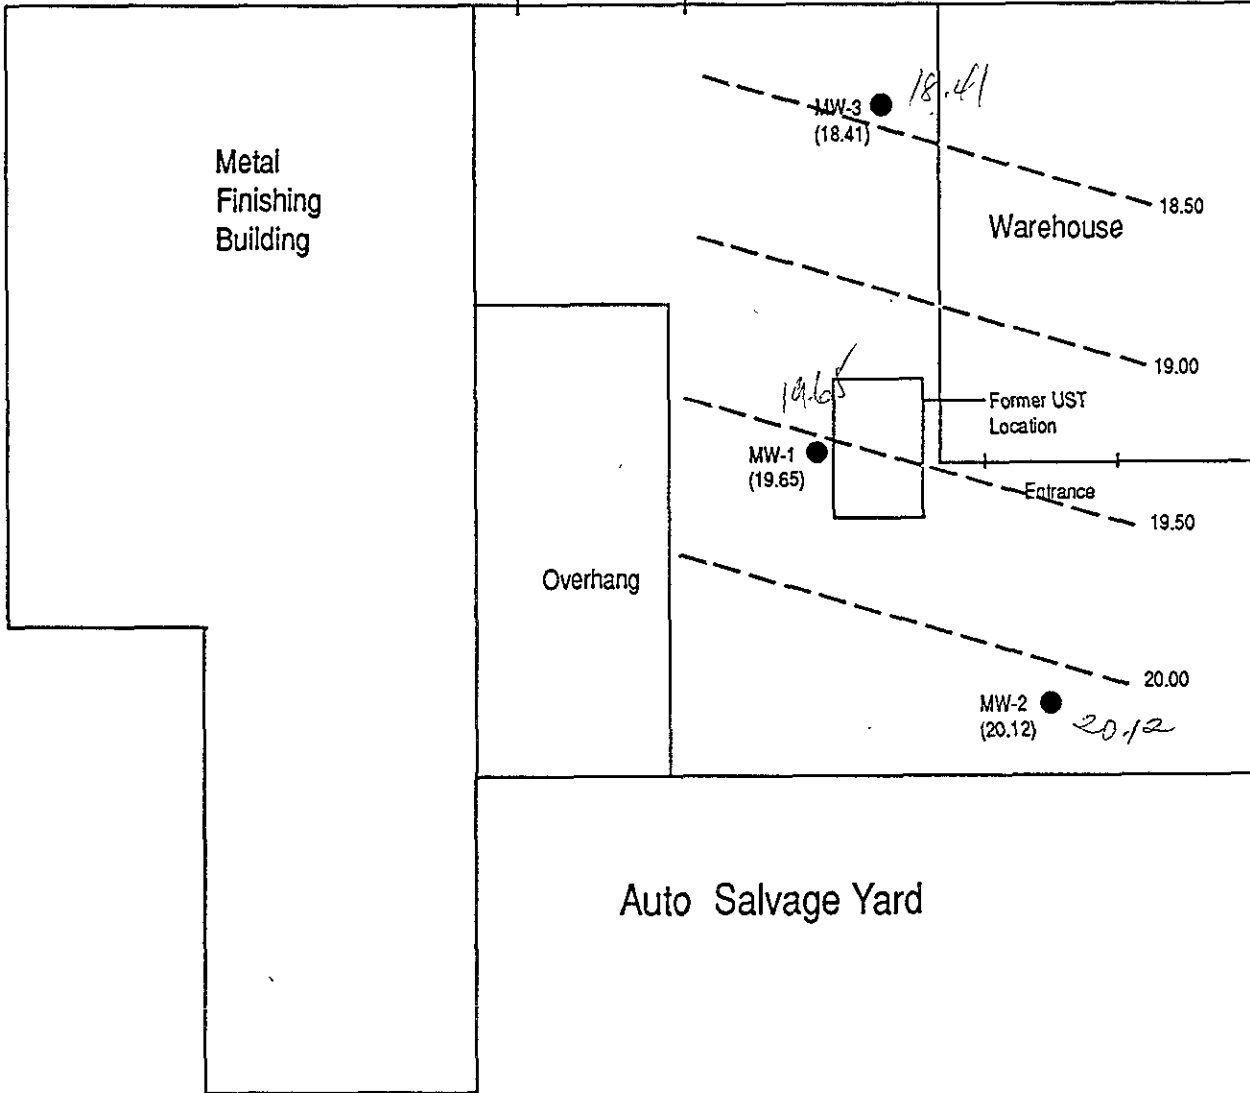 MW-3
(18.41)
18.41
Metal
Finishing
Building
18.50
Warehouse
19.00
19.65
Former UST
Location
MW-1
(19.65)
Entrance
19.50
Overhang
20.00
MW-2
(20.12)
20.12
Auto Salvage Yard